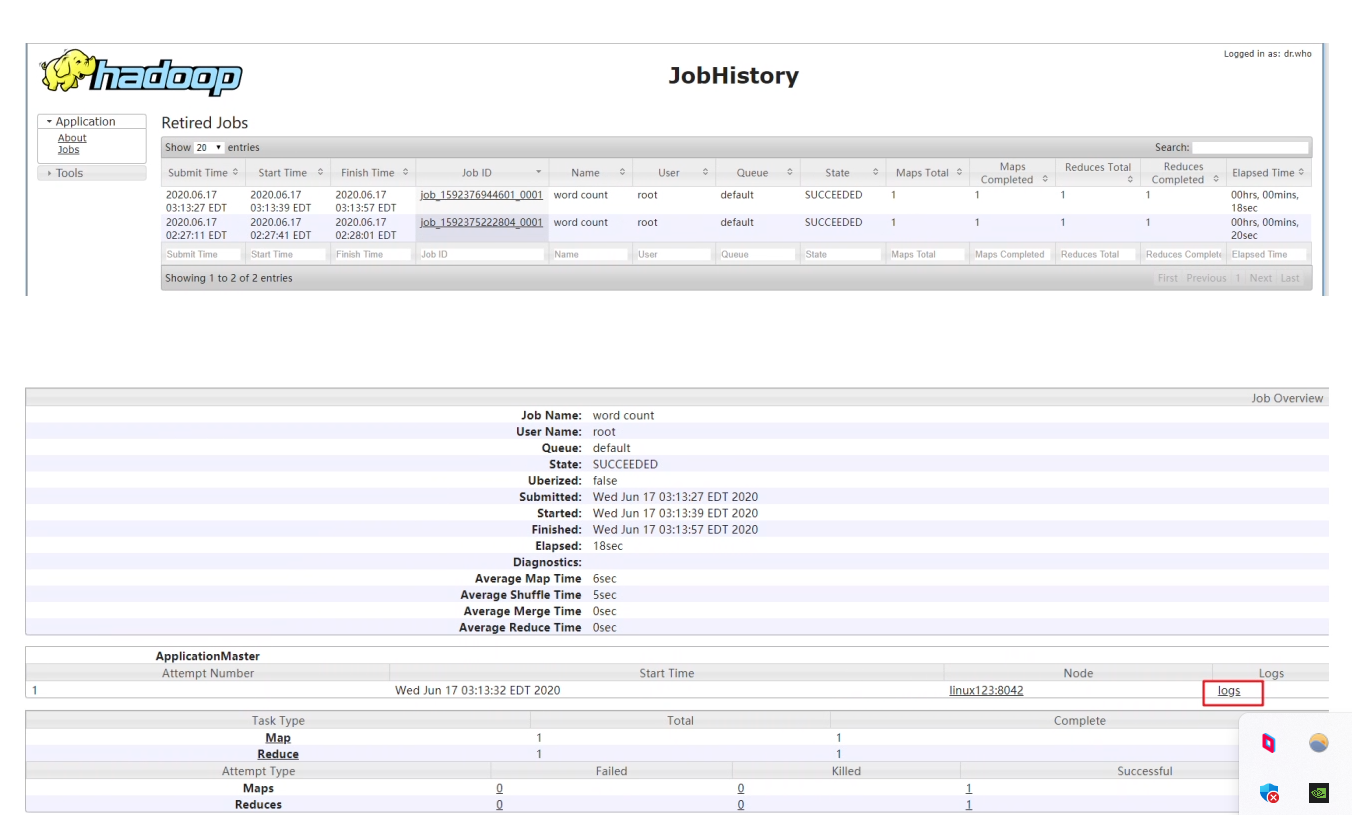 Logged in as: dr.who
hadoop
JobHistory
Application
About
Jobs
Tools
Retired Jobs
Show 20 entries Search:
Submit Time Start Time Finish Time Job ID Name User Queue State Maps Total Maps Completed Reduces Total Reduces Completed Elapsed Time
2020.06.17 03:13:27 EDT 2020.06.17 03:13:39 EDT 2020.06.17 03:13:57 EDT job_1592376944601_0001 word count root default SUCCEEDED 1 1 1 1 00hrs, 00mins, 18sec
2020.06.17 02:27:11 EDT 2020.06.17 02:27:41 EDT 2020.06.17 02:28:01 EDT job_1592375222804_0001 word count root default SUCCEEDED 1 1 1 1 00hrs, 00mins, 20sec
Submit Time Start Time Finish Time Job ID Name User Queue State Maps Total Maps Completed Reduces Total Reduces Complete Elapsed Time
Showing 1 to 2 of 2 entries First Previous 1 Next Last
Job Overview
Job Name: word count
User Name: root
Queue: default
State: SUCCEEDED
Uberized: false
Submitted: Wed Jun 17 03:13:27 EDT 2020
Started: Wed Jun 17 03:13:39 EDT 2020
Finished: Wed Jun 17 03:13:57 EDT 2020
Elapsed: 18sec
Diagnostics:
Average Map Time 6sec
Average Shuffle Time 5sec
Average Merge Time 0sec
Average Reduce Time 0sec
ApplicationMaster
Attempt Number Start Time Node Logs
1 Wed Jun 17 03:13:32 EDT 2020 linux123:8042 logs
Task Type Total Complete
Map 1 1
Reduce 1 1
Attempt Type Failed Killed Successful
Maps 0 0 1
Reduces 0 0 1